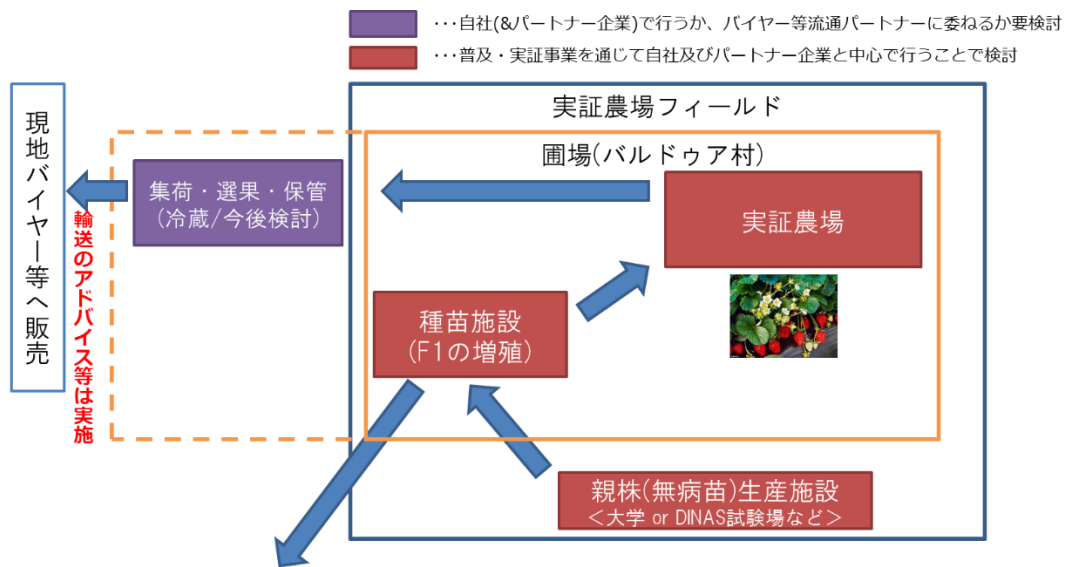 ･･･自社(&パートナー企業)で行うか、バイヤー等流通パートナーに委ねるか要検討
･･･普及・実証事業を通じて自社及びパートナー企業と中心で行うことで検討
現地バイヤー等へ販売
輸送のアドバイス等は実施
実証農場フィールド
圃場(バルドゥア村)
集荷・選果・保管
(冷蔵/今後検討)
実証農場
種苗施設
(F1の増殖)
親株(無病苗)生産施設
＜大学 or DINAS試験場など＞